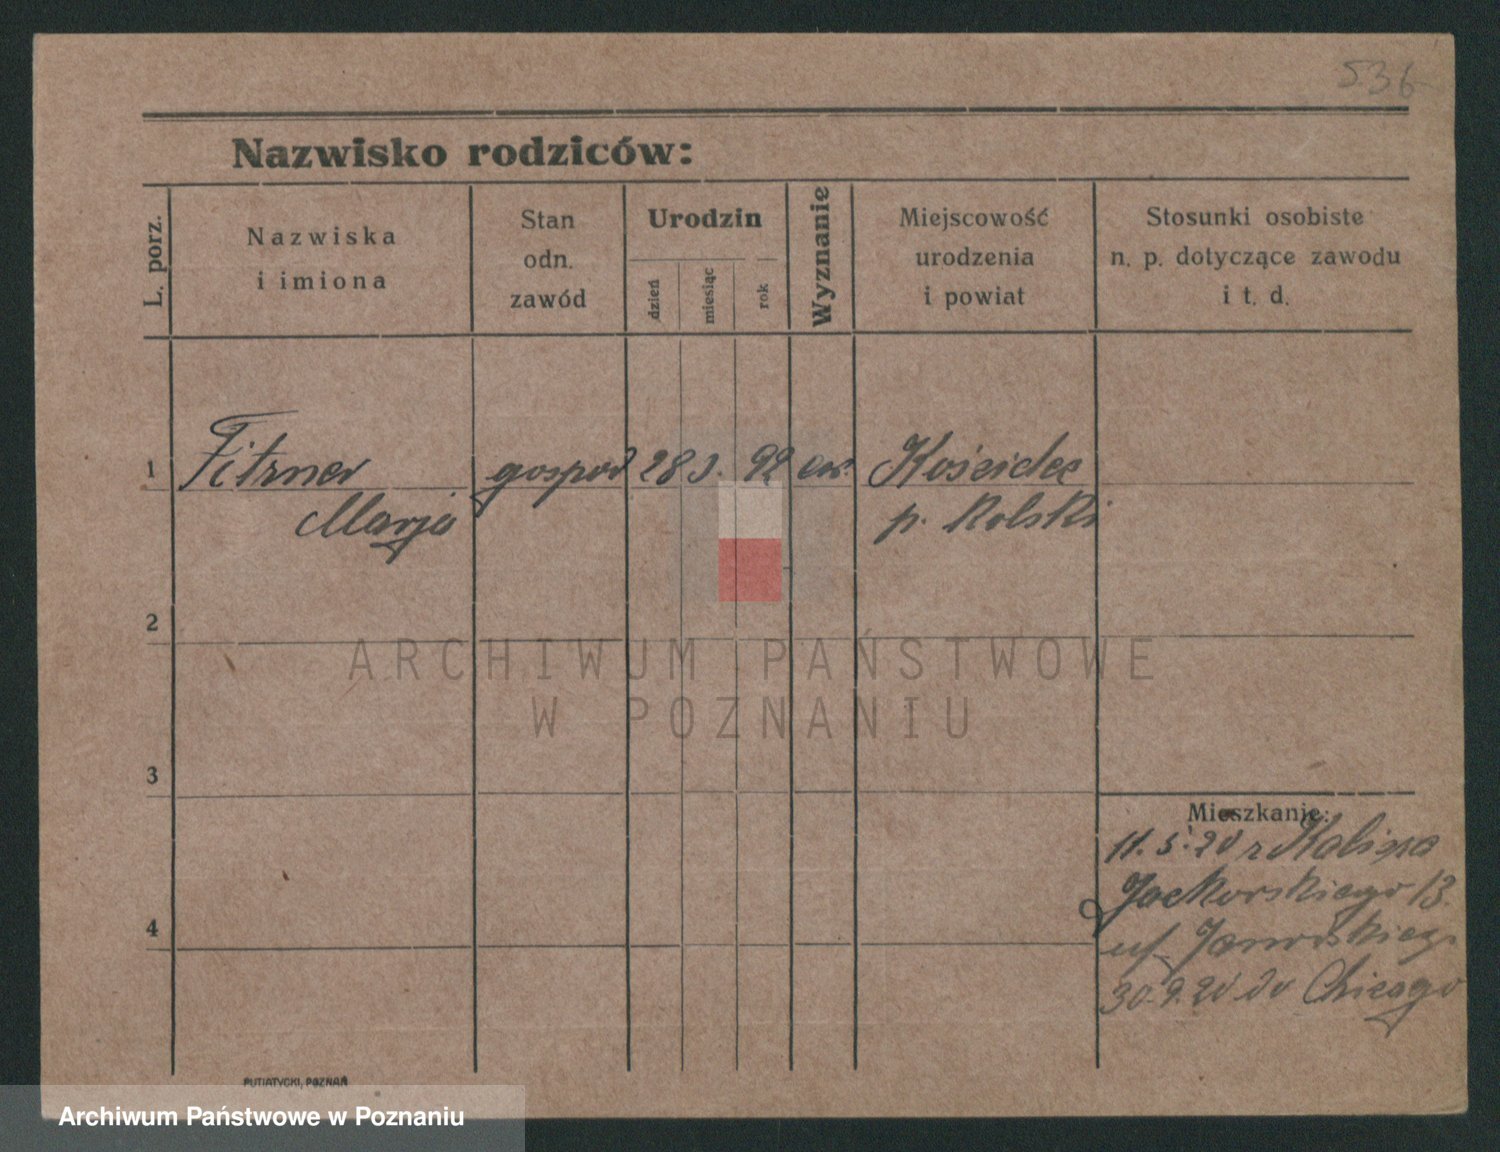 536
Nazwisko rodziców:
L. porz.
Nazwiska
i imiona
Stan
odn.
zawód
Urodzin
dzień
miesiąc
rok
Wyznanie
Miejscowość
urodzenia
i powiat
Stosunki osobiste
n. p. dotyczące zawodu
i t. d.
1 Fitzner gospod 28 3. 92 ew. Kościelec
Marja p. Kolski
2
3
4
ARCHIWUM PAŃSTWOWE
W POZNANIU
Mieszkanie:
11.5.20 z Kalisza
Jackowskiego 13.
u/
30.9.20 do Chicago
PUTIATYCKI, POZNAŃ
Archiwum Państwowe w Poznaniu